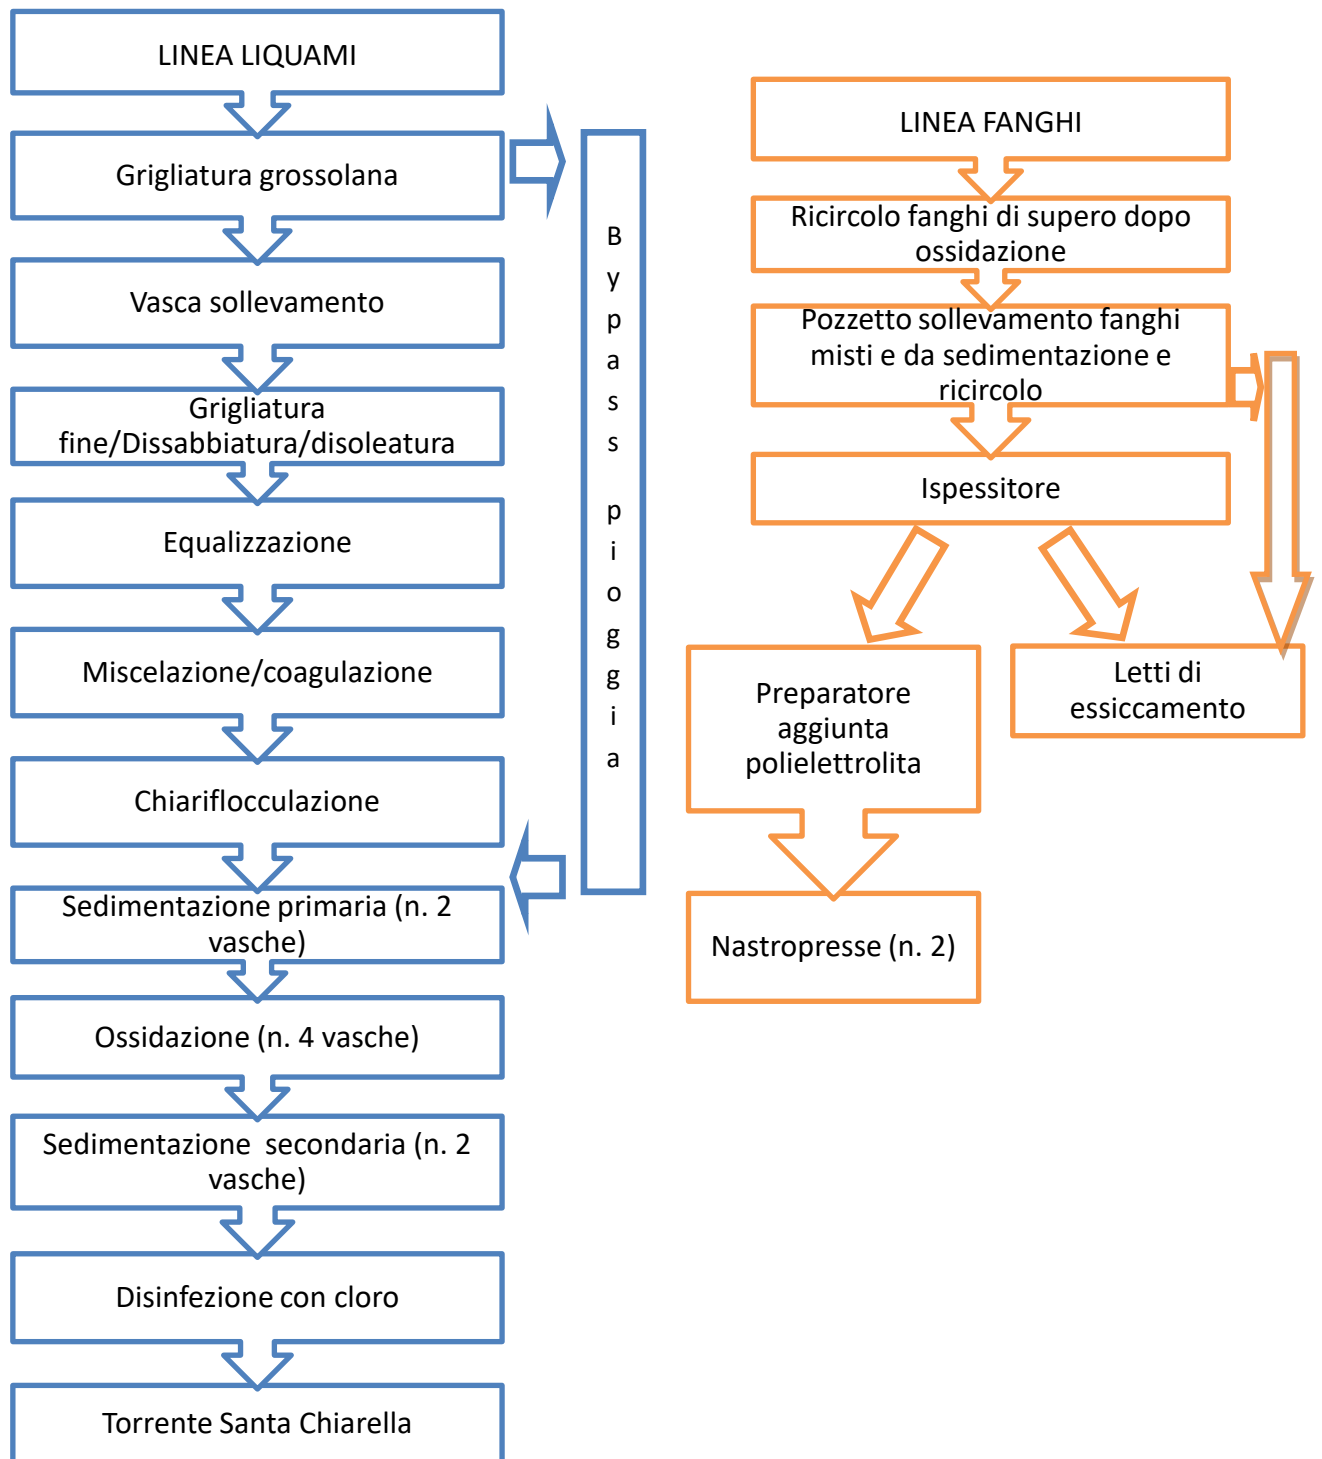 LINEA LIQUAMI
Grigliatura grossolana
Vasca sollevamento
Grigliatura
fine/Dissabbiatura/disoleatura
Equalizzazione
Miscelazione/coagulazione
Chiariflocculazione
Sedimentazione primaria (n. 2
vasche)
Ossidazione (n. 4 vasche)
Sedimentazione  secondaria (n. 2
vasche)
Disinfezione con cloro
Torrente Santa Chiarella
Bypass pioggia
LINEA FANGHI
Ricircolo fanghi di supero dopo
ossidazione
Pozzetto sollevamento fanghi
misti e da sedimentazione e
ricircolo
Ispessitore
Preparatore
aggiunta
polielettrolita
Nastropresse (n. 2)
Letti di
essiccamento